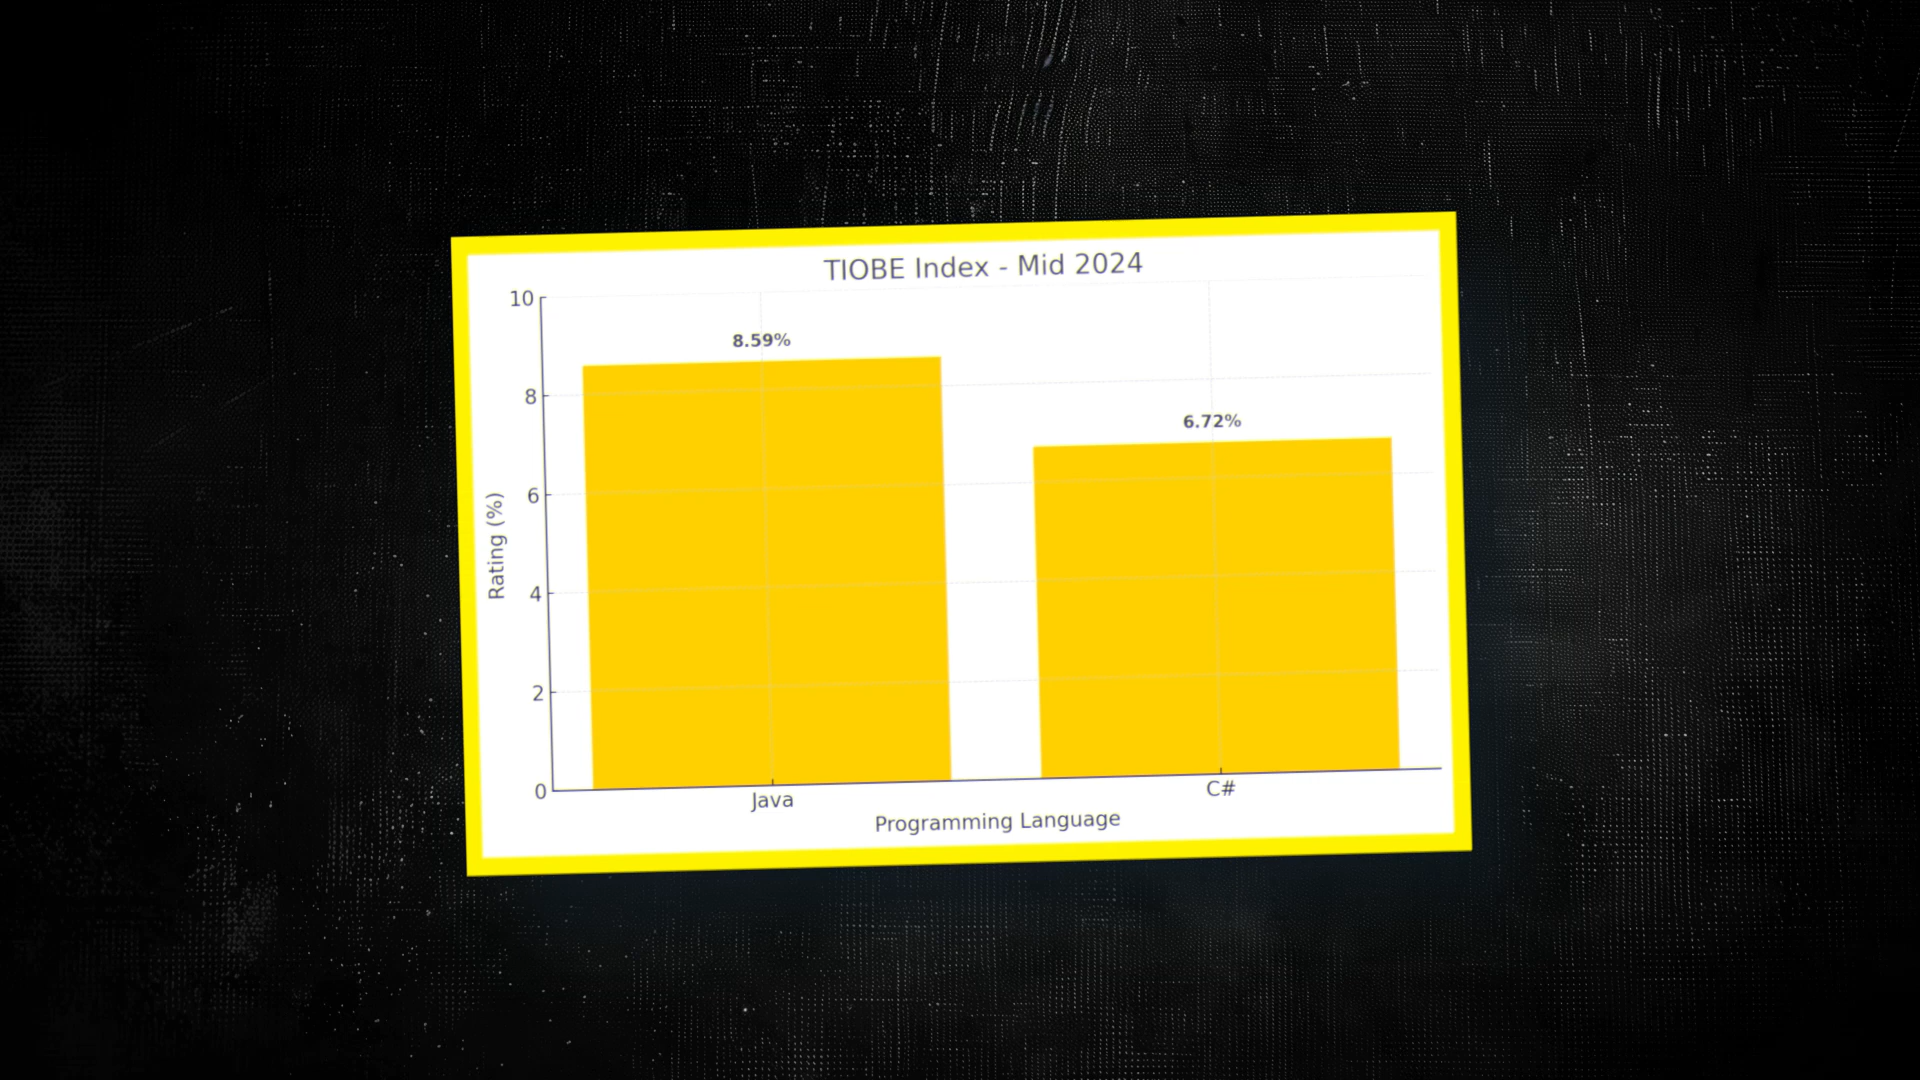 TIOBE Index - Mid 2024
10
8.59%
8
6.72%
6
Rating (%)
4
2
0
Java
C#
Programming Language